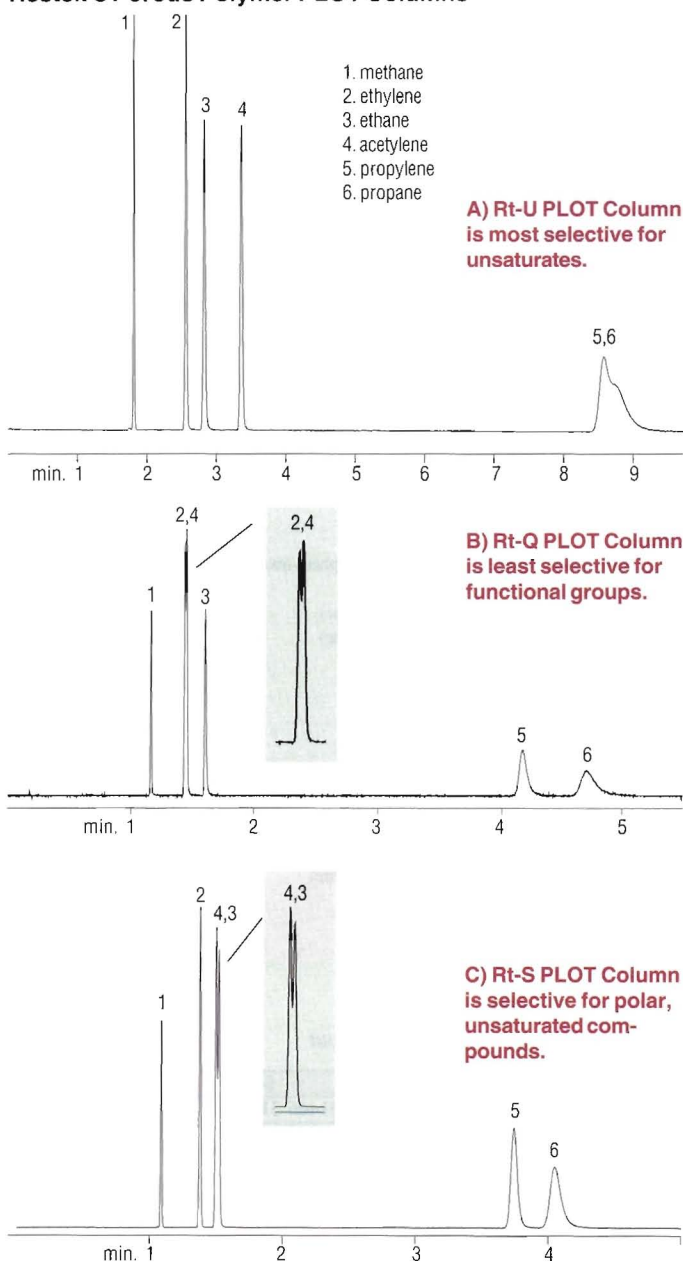 1
2
3
4
1. methane
2. ethylene
3. ethane
4. acetylene
5. propylene
6. propane
A) Rt-U PLOT Column
is most selective for
unsaturates.
5,6
min. 1 2 3 4 5 6 7 8 9
1
2,4
3
2,4
B) Rt-Q PLOT Column
is least selective for
functional groups.
5
6
min. 1 2 3 4 5
1
2
4,3
4,3
C) Rt-S PLOT Column
is selective for polar,
unsaturated com-
pounds.
5
6
min. 1 2 3 4